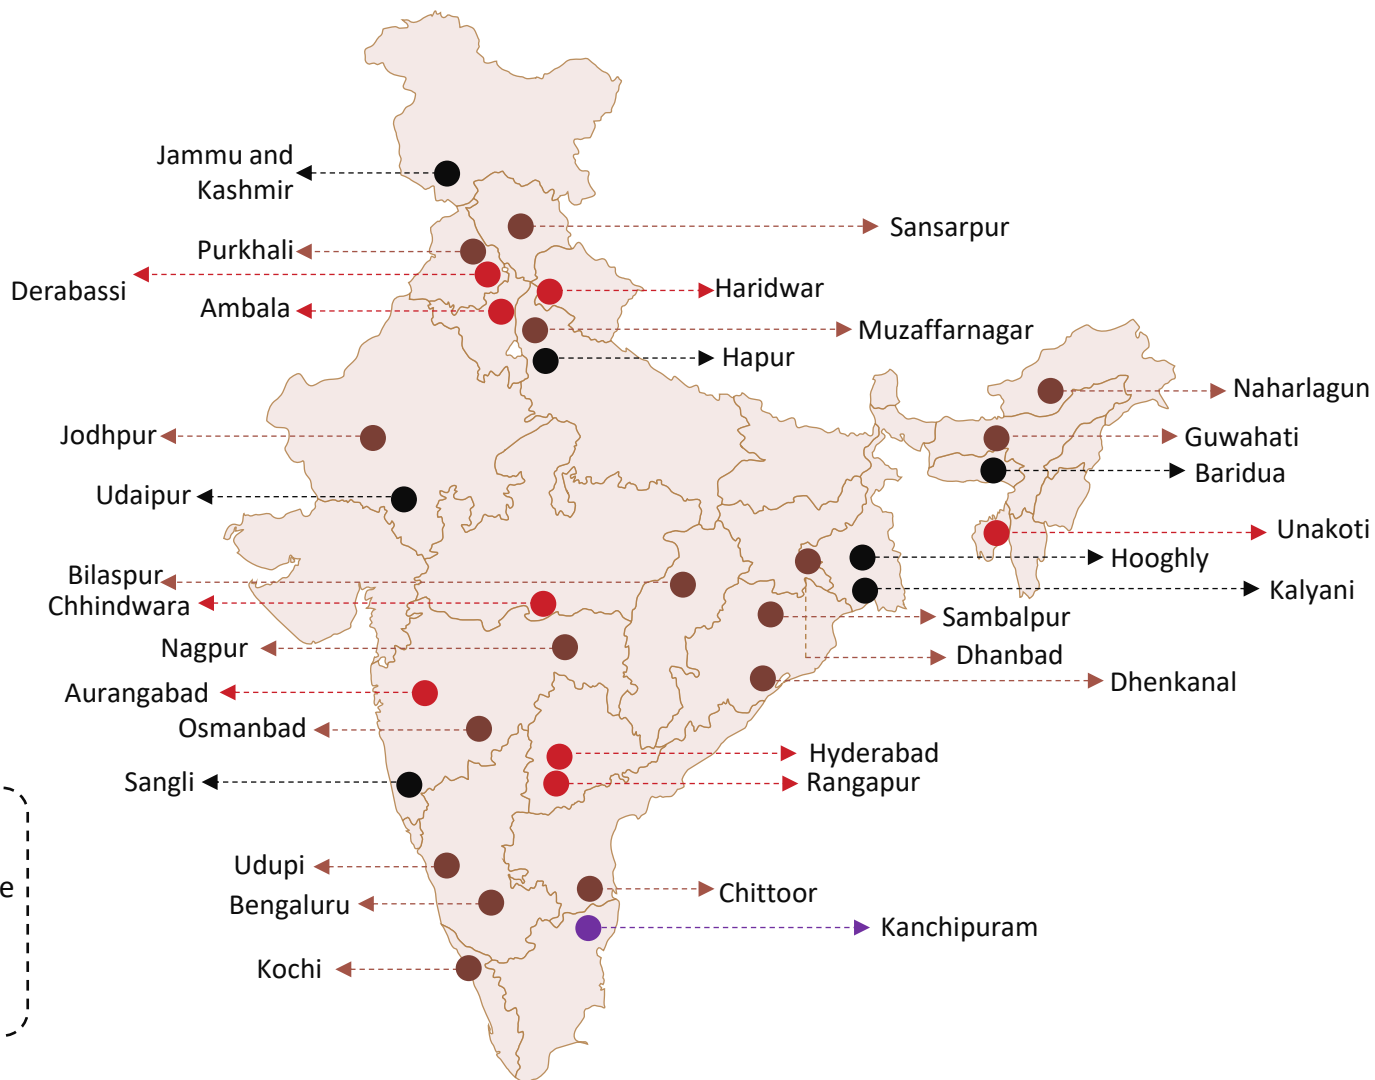 Jammu and
Kashmir
Sansarpur
Purkhali
Derabassi
Haridwar
Ambala
Muzaffarnagar
Hapur
Naharlagun
Jodhpur
Guwahati
Baridua
Udaipur
Unakoti
Hooghly
Bilaspur
Kalyani
Chhindwara
Sambalpur
Nagpur
Dhanbad
Dhenkanal
Aurangabad
Osmanbad
Hyderabad
Sangli
Rangapur
Udupi
e
Chittoor
Bengaluru
Kanchipuram
Kochi